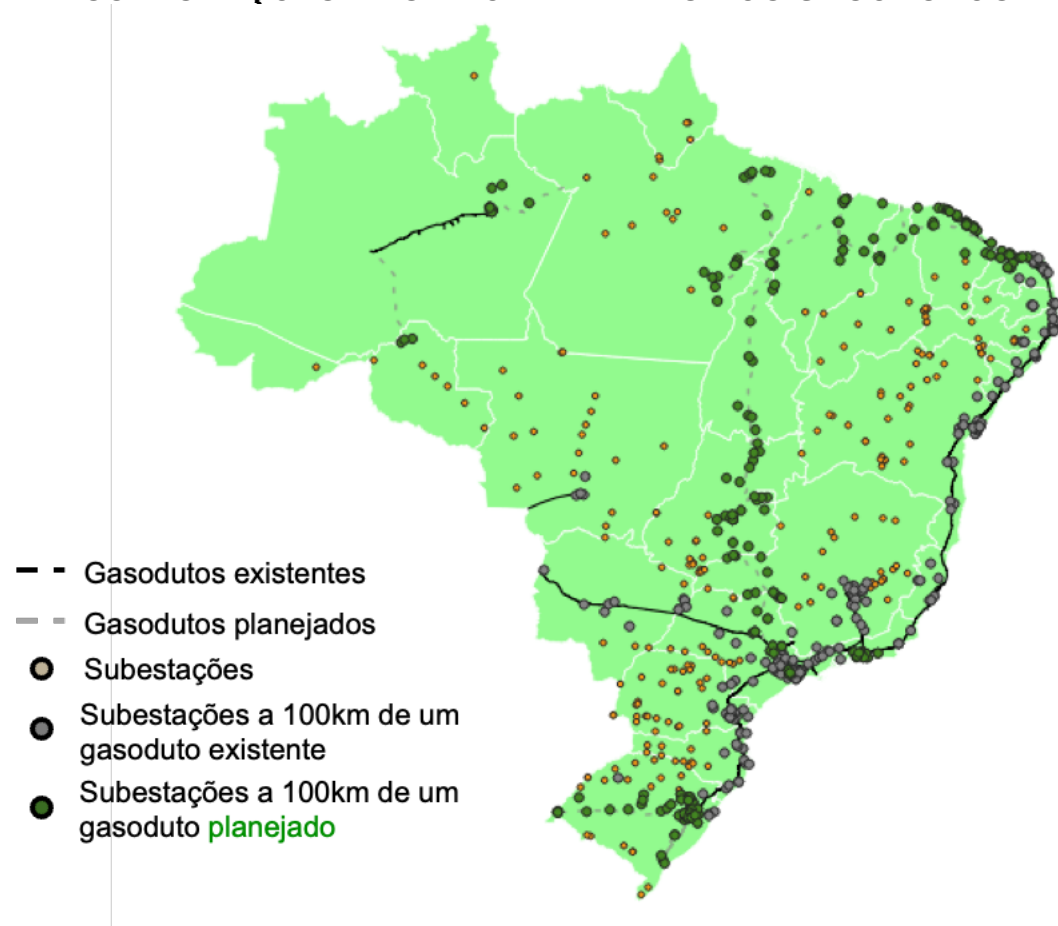 Gasodutos existentes
Gasodutos planejados
Subestações
Subestações a 100km de um
gasoduto existente
Subestações a 100km de um
gasoduto planejado